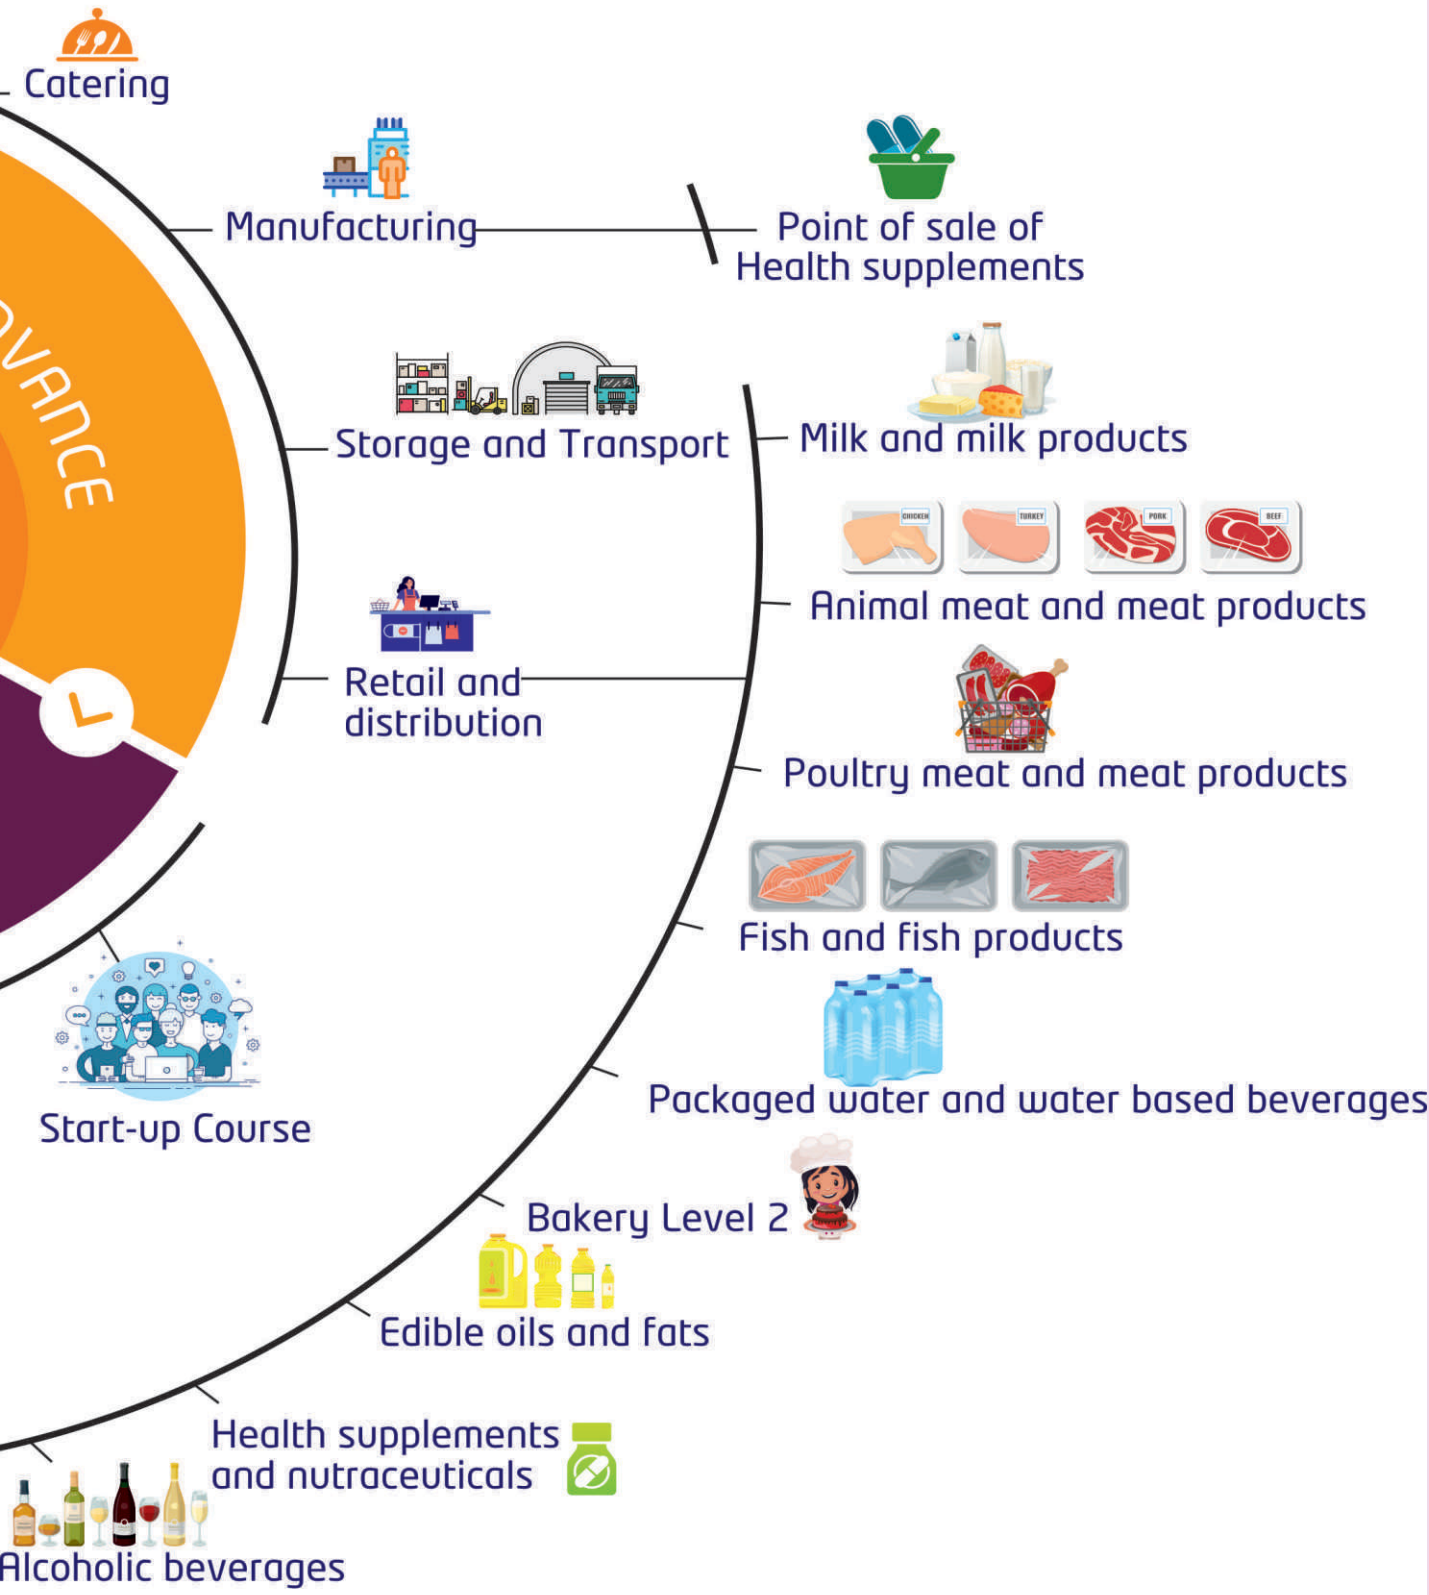 Catering
Manufacturing
Point of sale of
Health supplements
VANCE
Storage and Transport
Milk and milk products
CHICKEN
TURKEY
PORK
BEEF
Animal meat and meat products
Retail and
distribution
Poultry meat and meat products
Fish and fish products
Start-up Course
Packaged water and water based beverages
Bakery Level 2
Edible oils and fats
Health supplements
and nutraceuticals
Alcoholic beverages